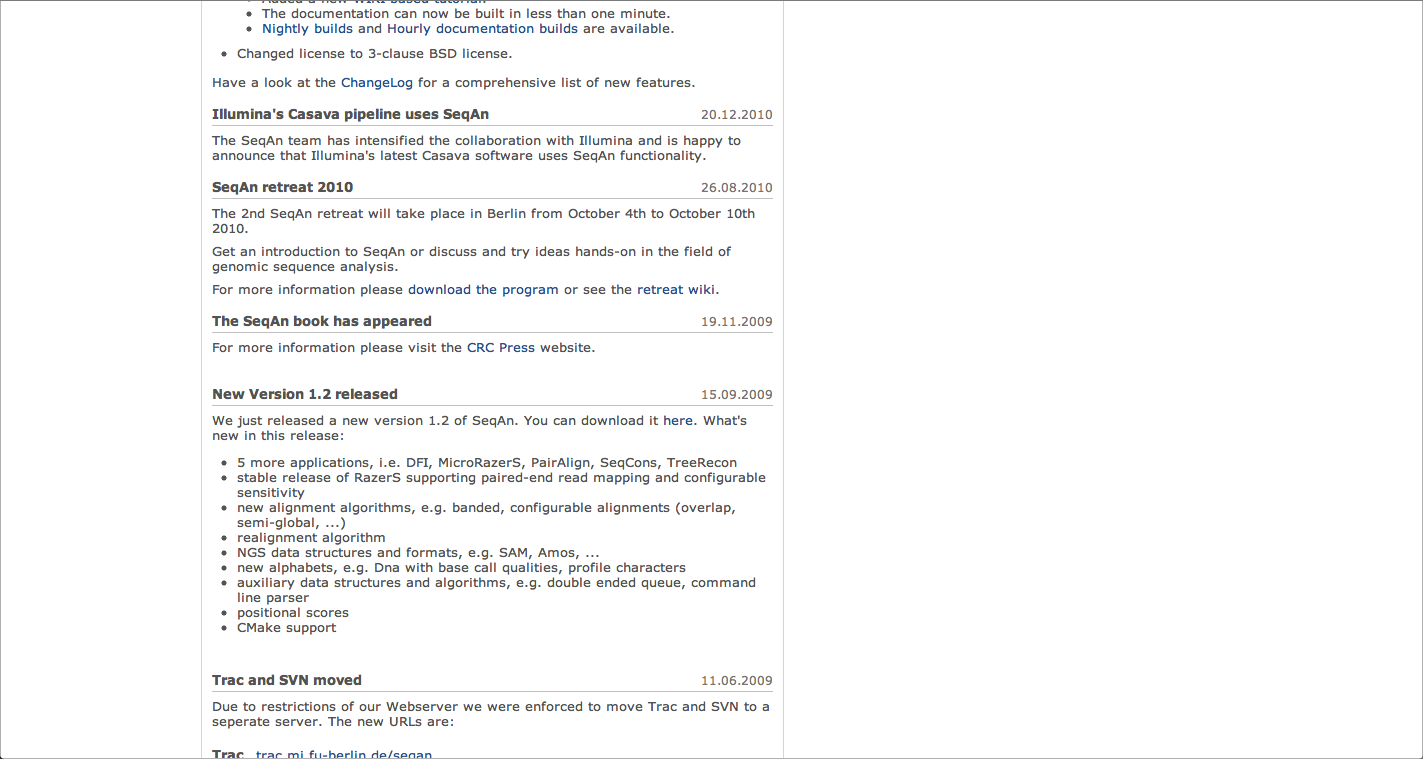 Added a new WIKI based tutorial.
The documentation can now be built in less than one minute.
Nightly builds and Hourly documentation builds are available.
Changed license to 3-clause BSD license.
Have a look at the ChangeLog for a comprehensive list of new features.
Illumina's Casava pipeline uses SeqAn 20.12.2010
The SeqAn team has intensified the collaboration with Illumina and is happy to
announce that Illumina's latest Casava software uses SeqAn functionality.
SeqAn retreat 2010 26.08.2010
The 2nd SeqAn retreat will take place in Berlin from October 4th to October 10th
2010.
Get an introduction to SeqAn or discuss and try ideas hands-on in the field of
genomic sequence analysis.
For more information please download the program or see the retreat wiki.
The SeqAn book has appeared 19.11.2009
For more information please visit the CRC Press website.
New Version 1.2 released 15.09.2009
We just released a new version 1.2 of SeqAn. You can download it here. What's
new in this release:
5 more applications, i.e. DFI, MicroRazerS, PairAlign, SeqCons, TreeRecon
stable release of RazerS supporting paired-end read mapping and configurable
sensitivity
new alignment algorithms, e.g. banded, configurable alignments (overlap,
semi-global, ...)
realignment algorithm
NGS data structures and formats, e.g. SAM, Amos, ...
new alphabets, e.g. Dna with base call qualities, profile characters
auxiliary data structures and algorithms, e.g. double ended queue, command
line parser
positional scores
CMake support
Trac and SVN moved 11.06.2009
Due to restrictions of our Webserver we were enforced to move Trac and SVN to a
seperate server. The new URLs are:
Trac trac.mi.fu-berlin.de/seqan